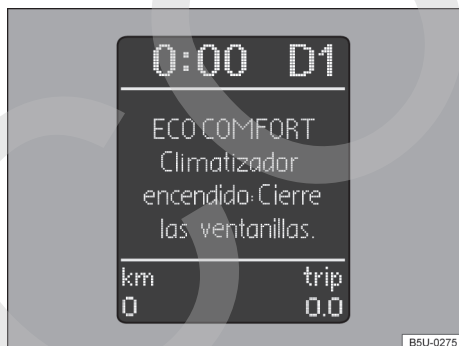 0:00 D1
ECO COMFORT
Climatizador
encendido: Cierre
las ventanillas.
km trip
0 0.0
B5U-0275